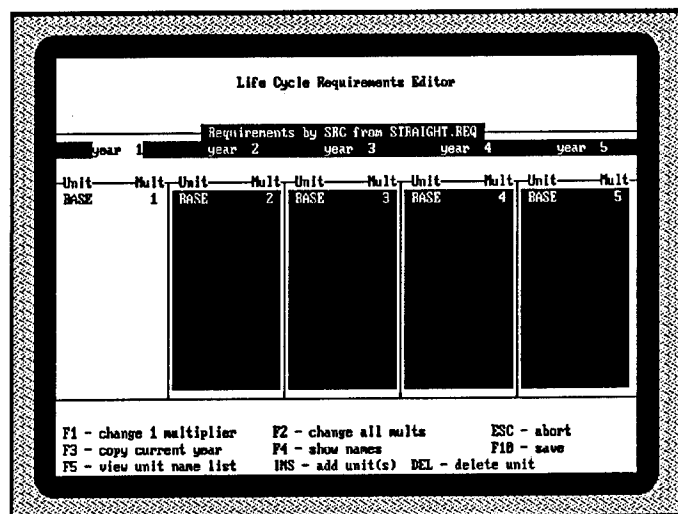 Life Cycle Requirements Editor
Requirements by SRC from STRAIGHT.REQ
year 1 year 2 year 3 year 4 year 5
Unit Mult Unit Mult Unit Mult Unit Mult Unit Mult
BASE 1 BASE 2 BASE 3 BASE 4 BASE 5
F1 - change 1 multiplier F2 - change all mults ESC - abort
F3 - copy current year F4 - show names F10 - save
F5 - view unit name list INS - add unit(s) DEL - delete unit